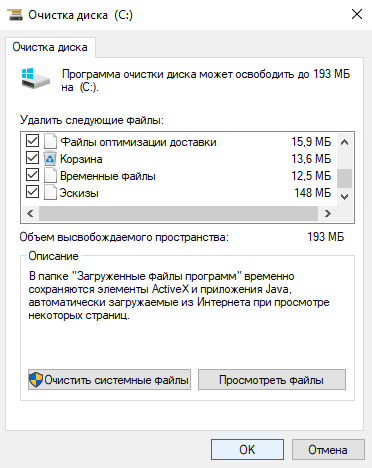 Очистка диска (C:)
Очистка диска
Программа очистки диска может освободить до 193 МБ
на (C:).
Удалить следующие файлы:
Файлы оптимизации доставки 15,9 МБ
Корзина 13,6 МБ
Временные файлы 12,5 МБ
Эскизы 148 МБ
Объем высвобождаемого пространства: 193 МБ
Описание
В папке "Загруженные файлы программ" временно
сохраняются элементы ActiveX и приложения Java,
автоматически загружаемые из Интернета при просмотре
некоторых страниц.
Очистить системные файлы Просмотреть файлы
OK Отмена